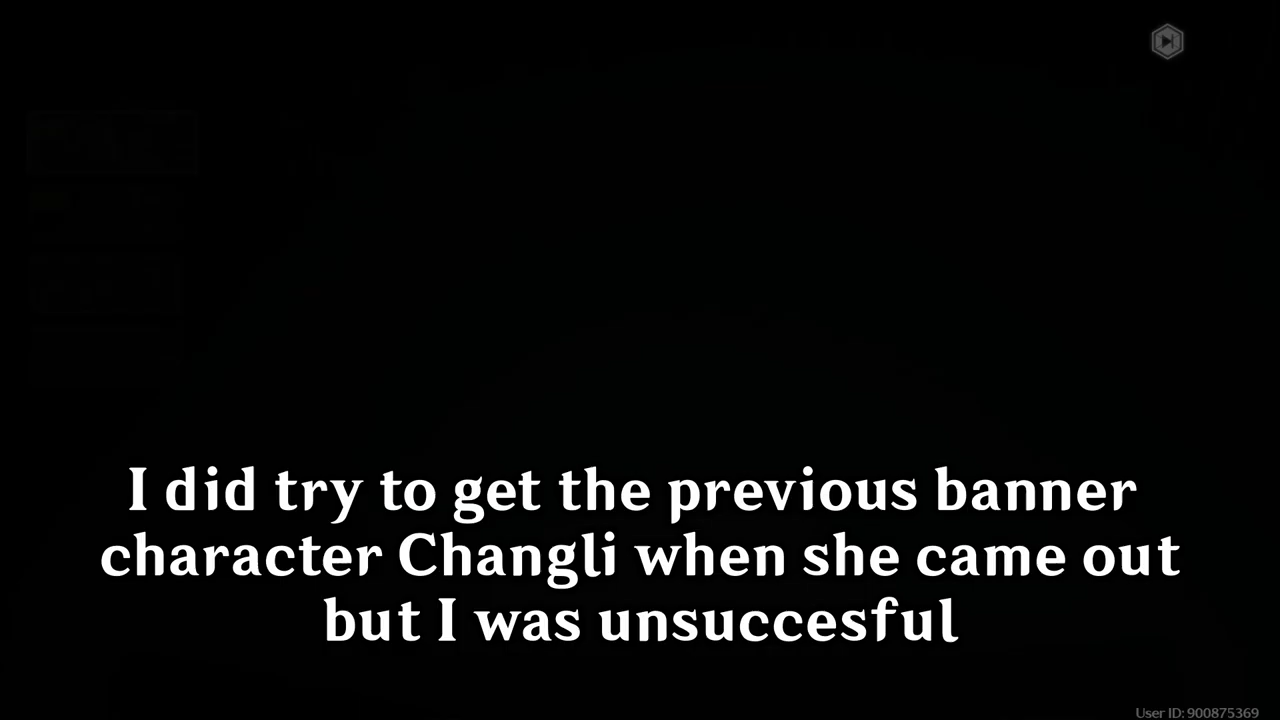 I did try to get the previous banner
character Changli when she came out
but I was unsuccesful
User ID: 900875369